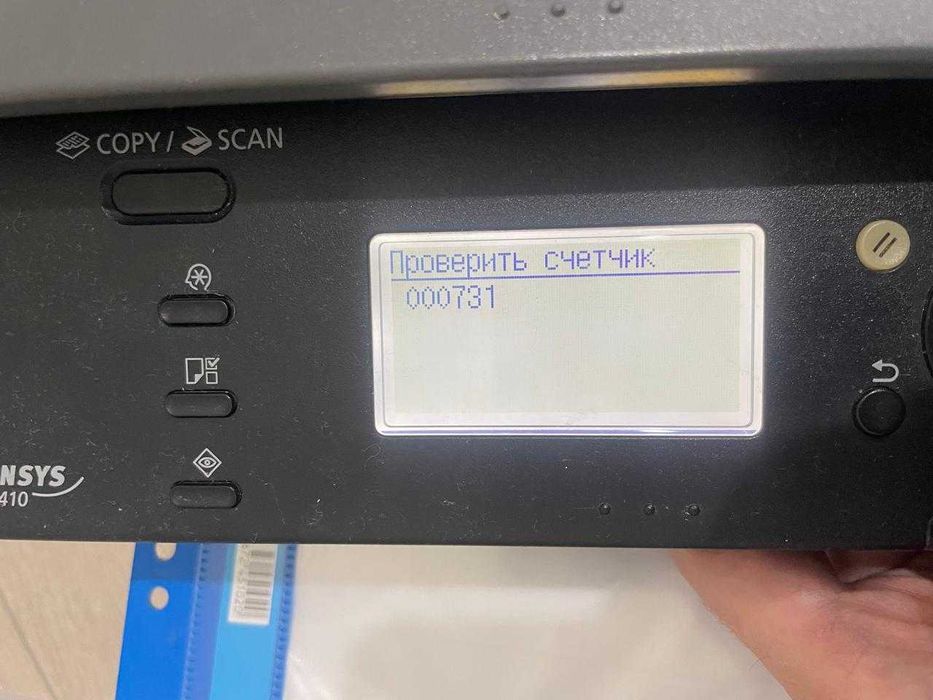 COPY / SCAN
Проверить счетчик
000731
NSYS
410